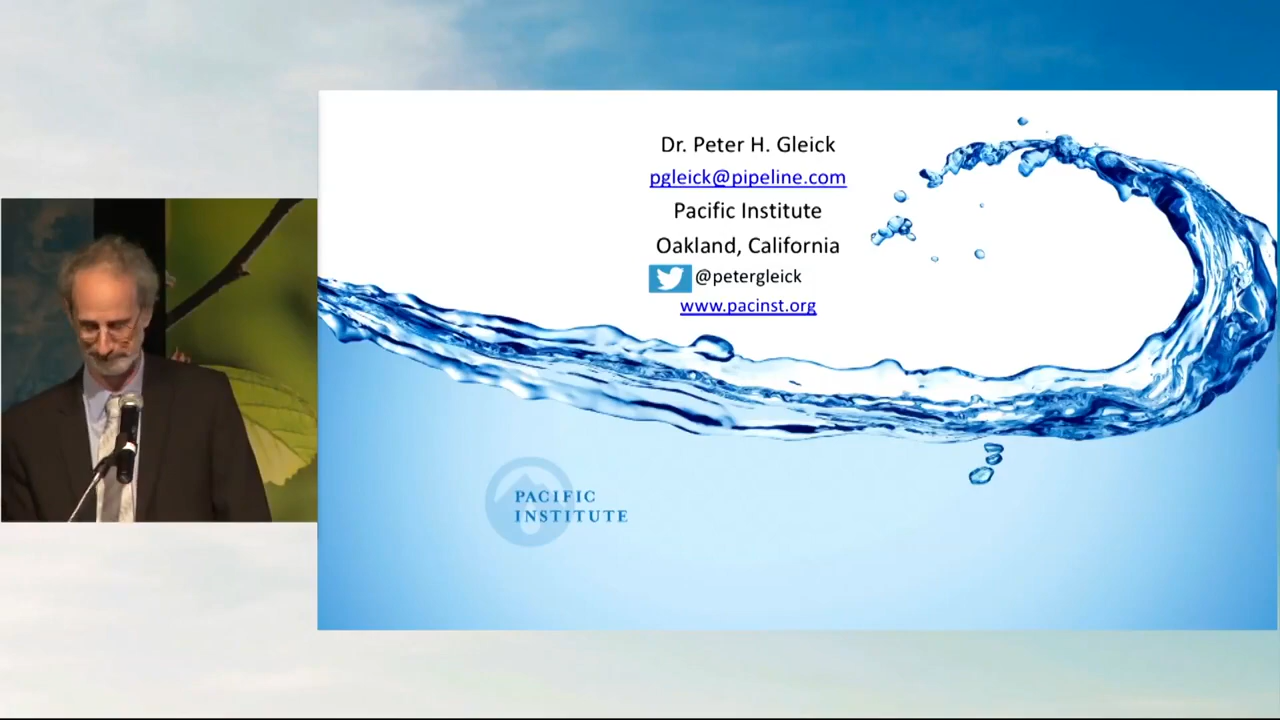 Dr. Peter H. Gleick
pgleick@pipeline.com
Pacific Institute
Oakland, California
@petergleick
www.pacinst.org
PACIFIC
INSTITUTE